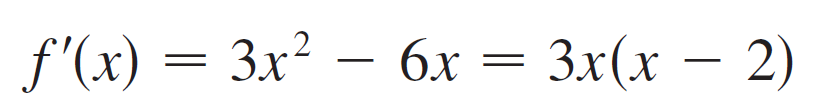 f′(x) = 3x² − 6x = 3x(x − 2)